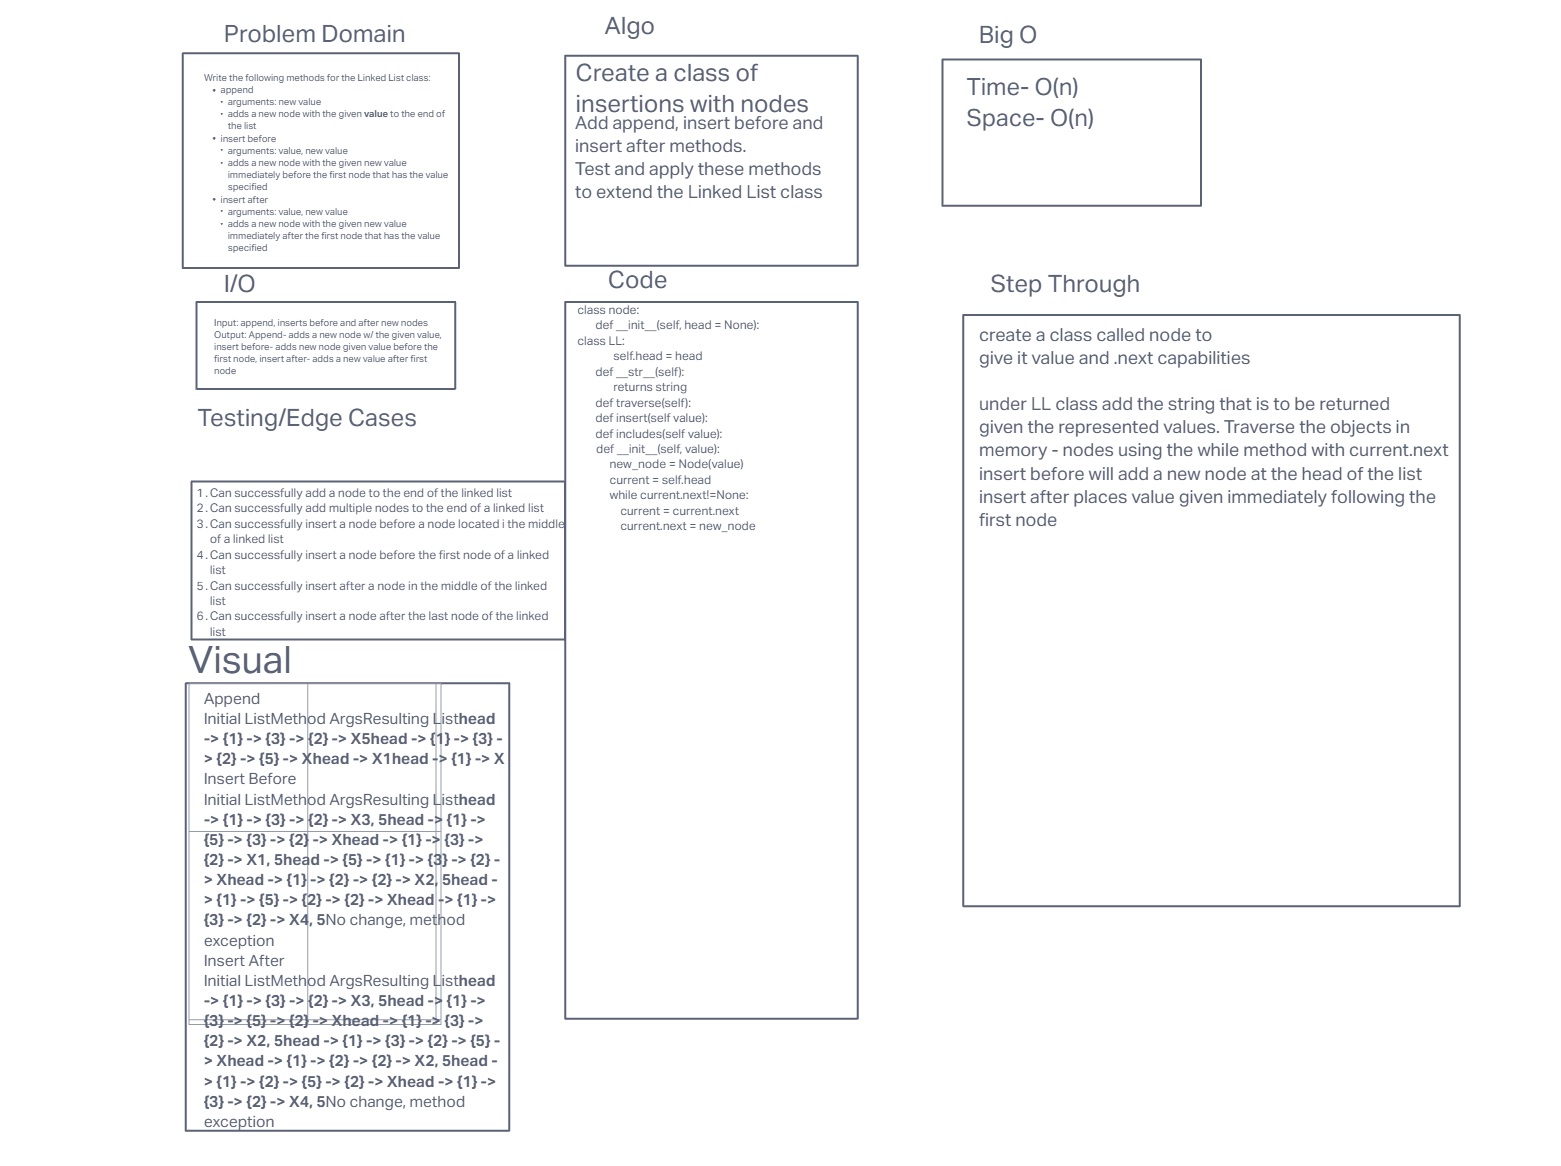 Problem Domain
Write the following methods for the Linked List class:
• append
• arguments: new value
• adds a new node with the given value to the end of
the list
• insert before
• arguments: value, new value
• adds a new node with the given new value
immediately before the first node that has the value
specified
• insert after
• arguments: value, new value
• adds a new node with the given new value
immediately after the first node that has the value
specified
I/O
Input: append, inserts before and after new nodes
Output: Append- adds a new node w/ the given value,
insert before- adds new node given value before the
first node, insert after- adds a new value after first
node
Testing/Edge Cases
1. Can successfully add a node to the end of the linked list
2. Can successfully add multiple nodes to the end of a linked list
3. Can successfully insert a node before a node located i the middle
of a linked list
4. Can successfully insert a node before the first node of a linked
list
5. Can successfully insert after a node in the middle of the linked
list
6. Can successfully insert a node after the last node of the linked
list
Visual
Append
Initial ListMethod ArgsResulting Listhead
-> {1} -> {3} -> {2} -> X5head -> {1} -> {3} -
> {2} -> {5} -> Xhead -> X1head -> {1} -> X
Insert Before
Initial ListMethod ArgsResulting Listhead
-> {1} -> {3} -> {2} -> X3, 5head -> {1} ->
{5} -> {3} -> {2} -> Xhead -> {1} -> {3} ->
{2} -> X1, 5head -> {5} -> {1} -> {3} -> {2} -
> Xhead -> {1} -> {2} -> {2} -> X2, 5head -
> {1} -> {5} -> {2} -> {2} -> Xhead -> {1} ->
{3} -> {2} -> X4, 5No change, method
exception
Insert After
Initial ListMethod ArgsResulting Listhead
-> {1} -> {3} -> {2} -> X3, 5head -> {1} ->
{3} -> {5} -> {2} -> Xhead -> {1} -> {3} ->
{2} -> X2, 5head -> {1} -> {3} -> {2} -> {5} -
> Xhead -> {1} -> {2} -> {2} -> X2, 5head -
> {1} -> {2} -> {5} -> {2} -> Xhead -> {1} ->
{3} -> {2} -> X4, 5No change, method
exception
Algo
Create a class of
insertions with nodes
Add append, insert before and
insert after methods.
Test and apply these methods
to extend the Linked List class
Code
class node:
def __init__(self, head = None):
class LL:
self.head = head
def __str__(self):
returns string
def traverse(self):
def insert(self value):
def includes(self value):
def __init__(self, value):
new_node = Node(value)
current = self.head
while current.next!=None:
current = current.next
current.next = new_node
Big O
Time- O(n)
Space- O(n)
Step Through
create a class called node to
give it value and .next capabilities
under LL class add the string that is to be returned
given the represented values. Traverse the objects in
memory - nodes using the while method with current.next
insert before will add a new node at the head of the list
insert after places value given immediately following the
first node